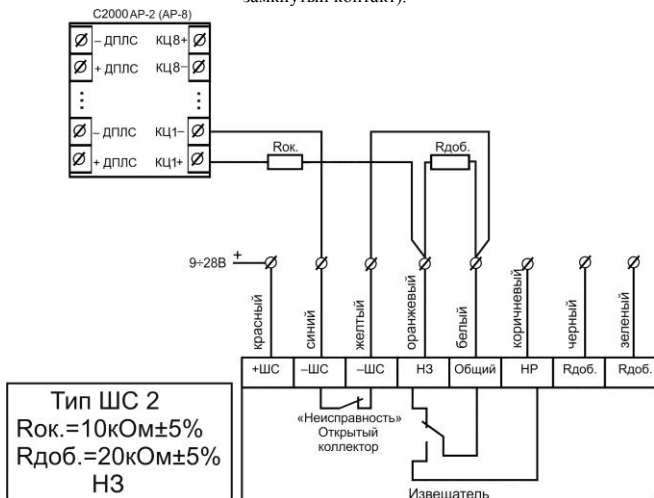 замкнутый контакт).
С2000 АР-2 (АР-8)
– ДПЛС КЦ8+
+ ДПЛС КЦ8–
– ДПЛС КЦ1–
+ ДПЛС КЦ1+
Rок.
Rдоб.
9÷28В +
красный
синий
желтый
оранжевый
белый
коричневый
черный
зеленый
+ШС –ШС –ШС НЗ Общий НР Rдоб. Rдоб.
«Неисправность»
Открытый
коллектор
Извещатель
Тип ШС 2
Rок.=10кОм±5%
Rдоб.=20кОм±5%
НЗ